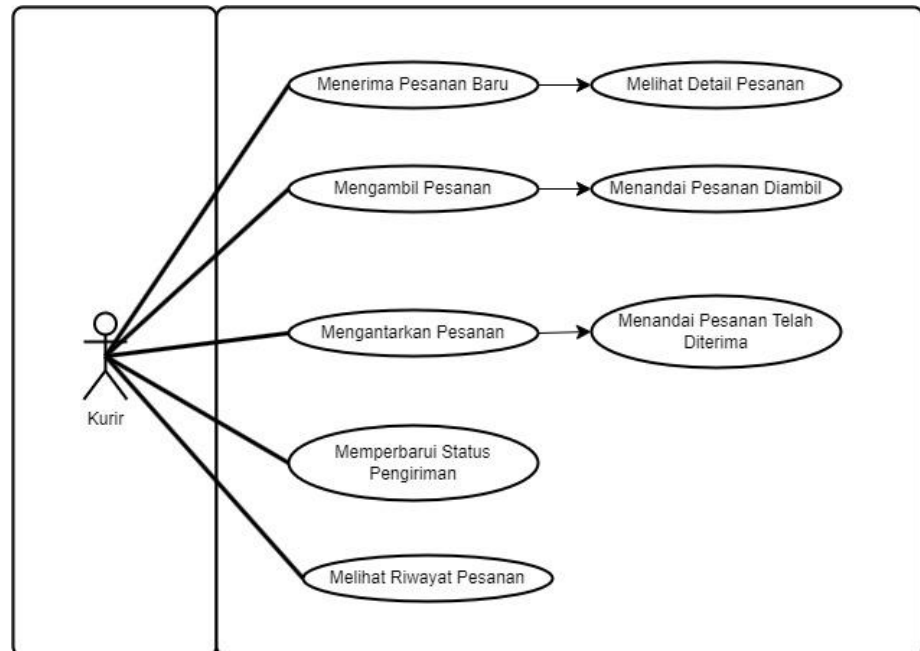 Menerima Pesanan Baru
Melihat Detail Pesanan
Mengambil Pesanan
Menandai Pesanan Diambil
Mengantarkan Pesanan
Menandai Pesanan Telah
Diterima
Kurir
Memperbarui Status
Pengiriman
Melihat Riwayat Pesanan